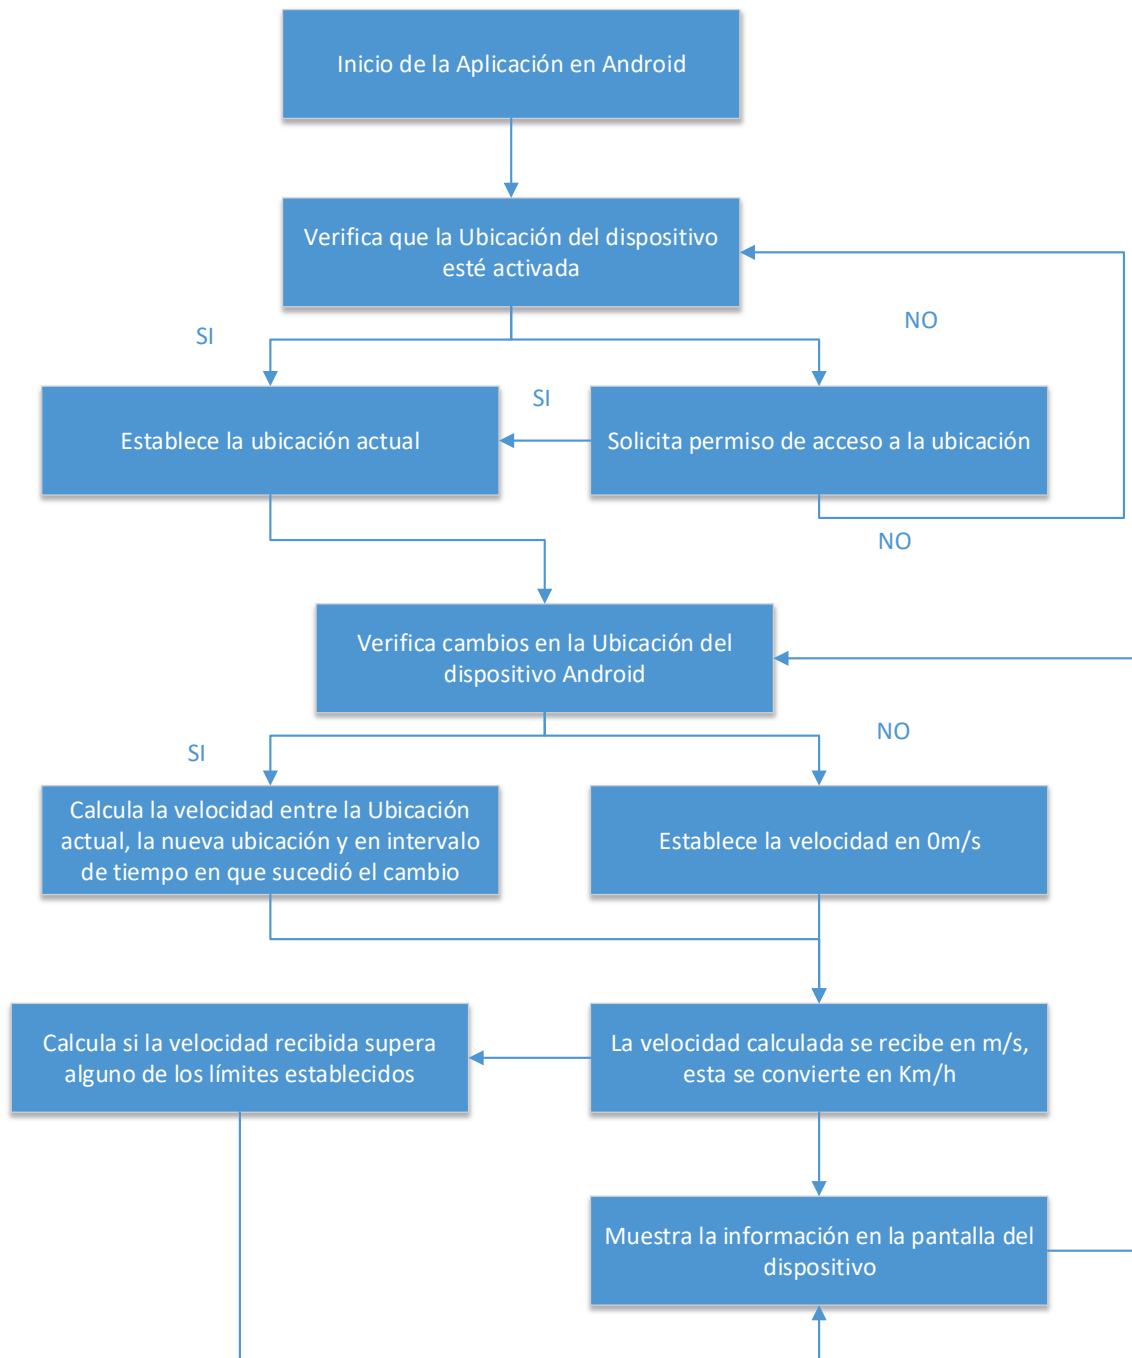 Inicio de la Aplicación en Android
Verifica que la Ubicación del dispositivo
esté activada
SI
NO
Establece la ubicación actual
SI
Solicita permiso de acceso a la ubicación
NO
Verifica cambios en la Ubicación del
dispositivo Android
SI
NO
Calcula la velocidad entre la Ubicación
actual, la nueva ubicación y en intervalo
de tiempo en que sucedió el cambio
Establece la velocidad en 0m/s
Calcula si la velocidad recibida supera
alguno de los límites establecidos
La velocidad calculada se recibe en m/s,
esta se convierte en Km/h
Muestra la información en la pantalla del
dispositivo